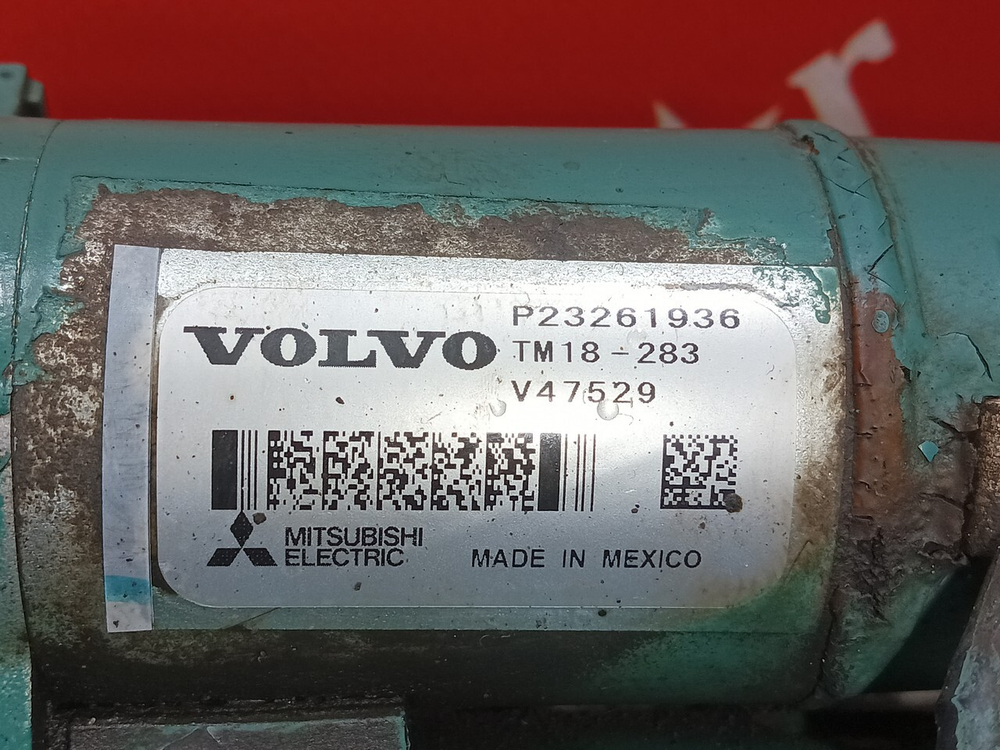 VOLVO
P23261936
TM18-283
V47529
MITSUBISHI
ELECTRIC
MADE IN MEXICO